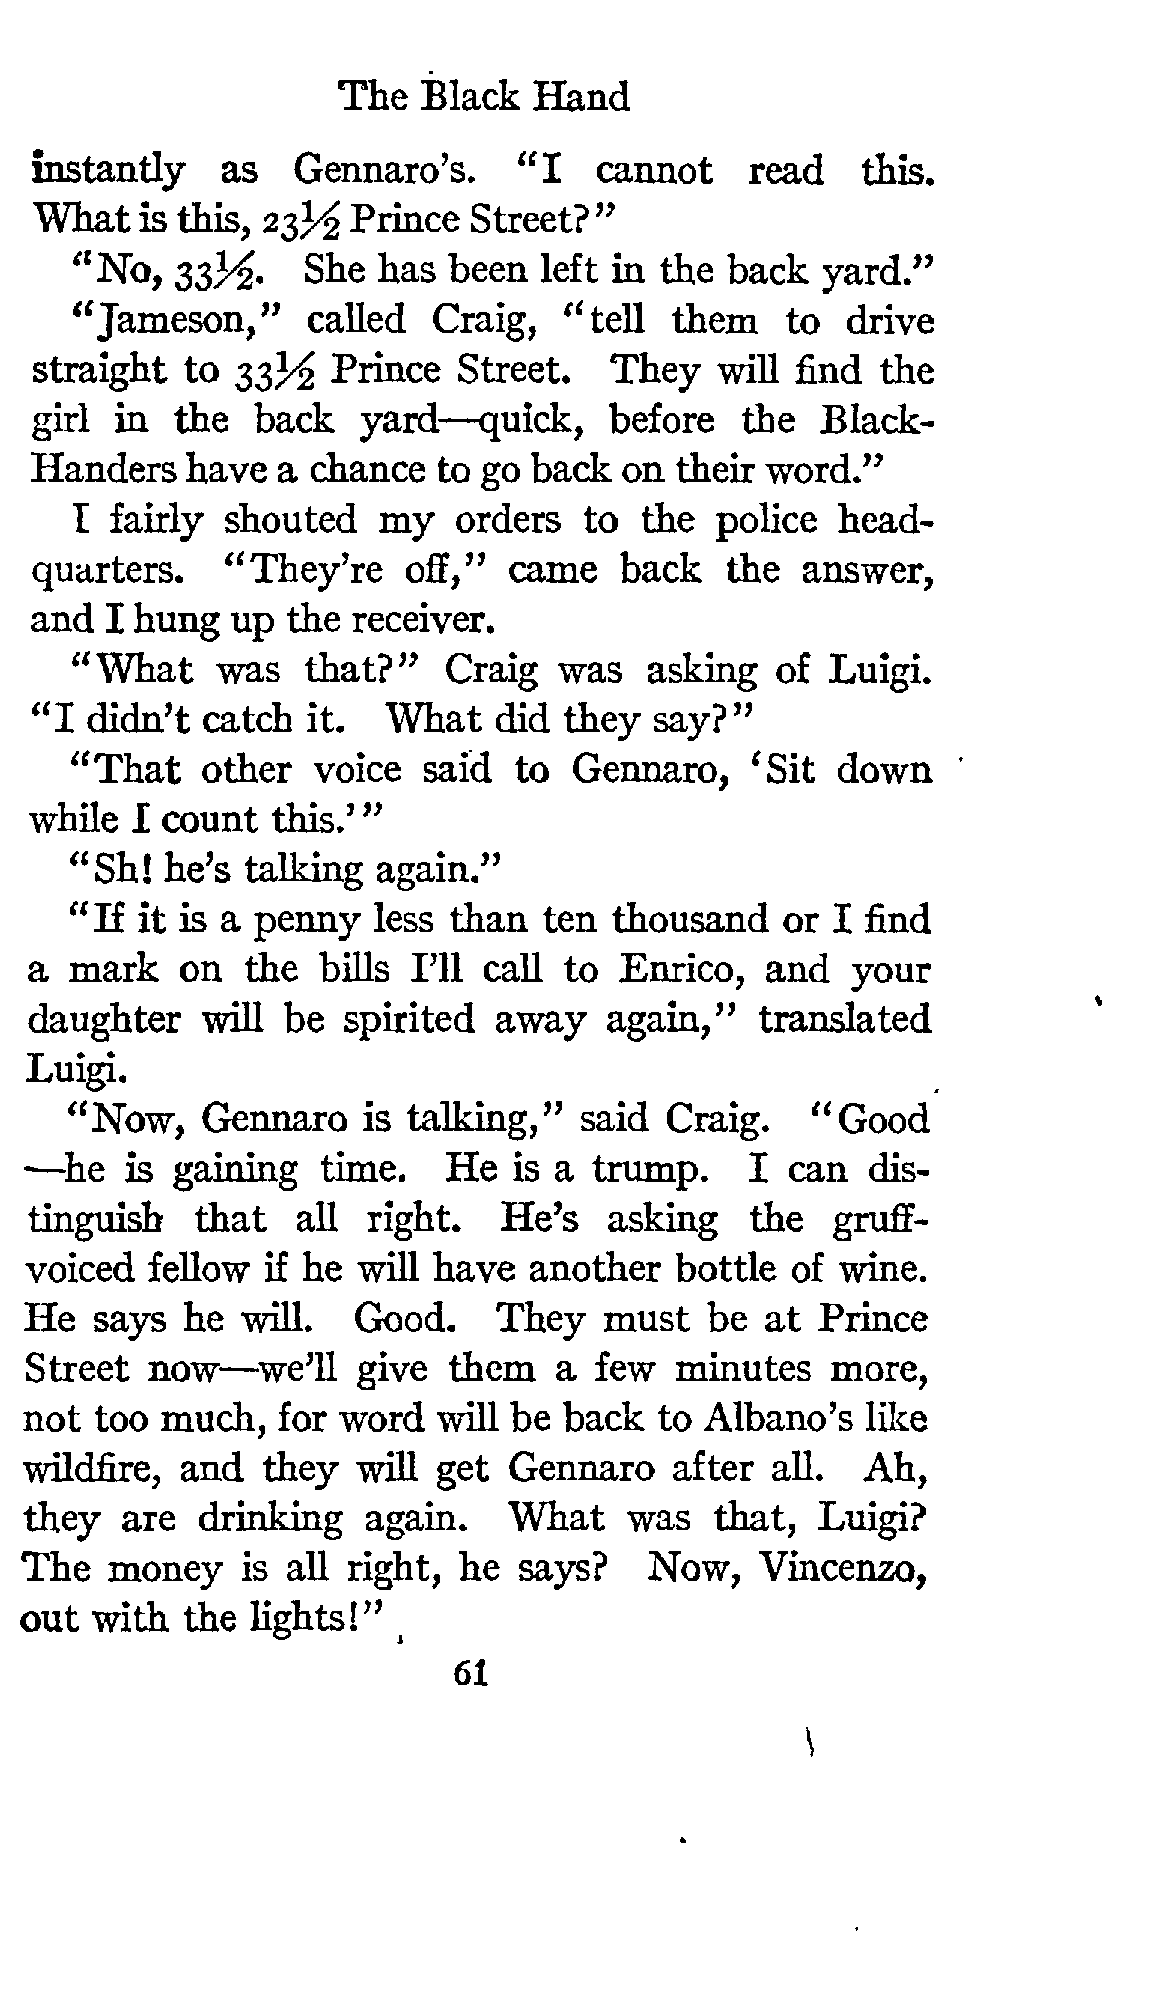 The Black Hand
instantly as Gennaro's. "I cannot read this.
What is this, 23½ Prince Street?"
"No, 33½. She has been left in the back yard."
"Jameson," called Craig, "tell them to drive
straight to 33½ Prince Street. They will find the
girl in the back yard—quick, before the Black-
Handers have a chance to go back on their word."
I fairly shouted my orders to the police head-
quarters. "They're off," came back the answer,
and I hung up the receiver.
"What was that?" Craig was asking of Luigi.
"I didn't catch it. What did they say?"
"That other voice said to Gennaro, 'Sit down
while I count this.'"
"Sh! he's talking again."
"If it is a penny less than ten thousand or I find
a mark on the bills I'll call to Enrico, and your
daughter will be spirited away again," translated
Luigi.
"Now, Gennaro is talking," said Craig. "Good
—he is gaining time. He is a trump. I can dis-
tinguish that all right. He's asking the gruff-
voiced fellow if he will have another bottle of wine.
He says he will. Good. They must be at Prince
Street now—we'll give them a few minutes more,
not too much, for word will be back to Albano's like
wildfire, and they will get Gennaro after all. Ah,
they are drinking again. What was that, Luigi?
The money is all right, he says? Now, Vincenzo,
out with the lights!"
61